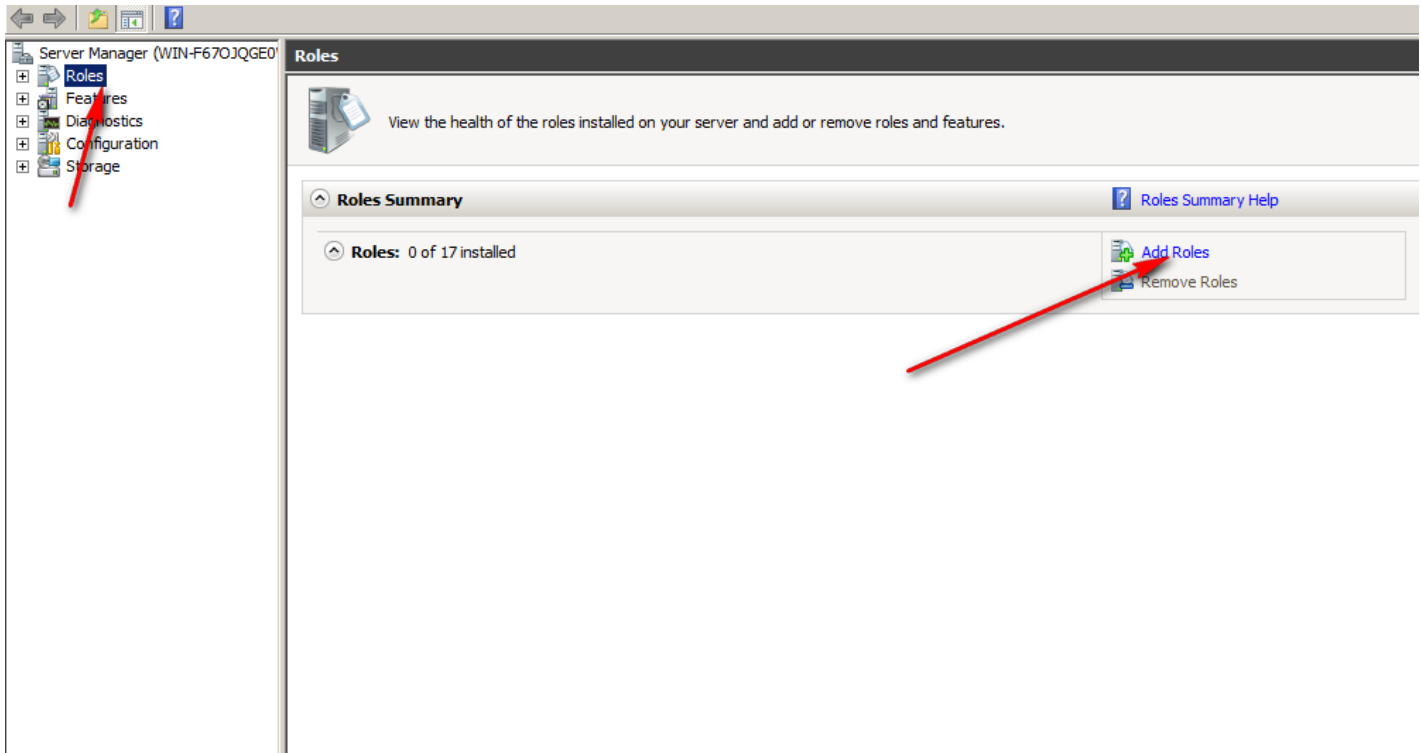 Server Manager (WIN-F67OJQGE0
Roles
Features
Diagnostics
Configuration
Storage
Roles
View the health of the roles installed on your server and add or remove roles and features.
Roles Summary
Roles Summary Help
Roles: 0 of 17 installed
Add Roles
Remove Roles